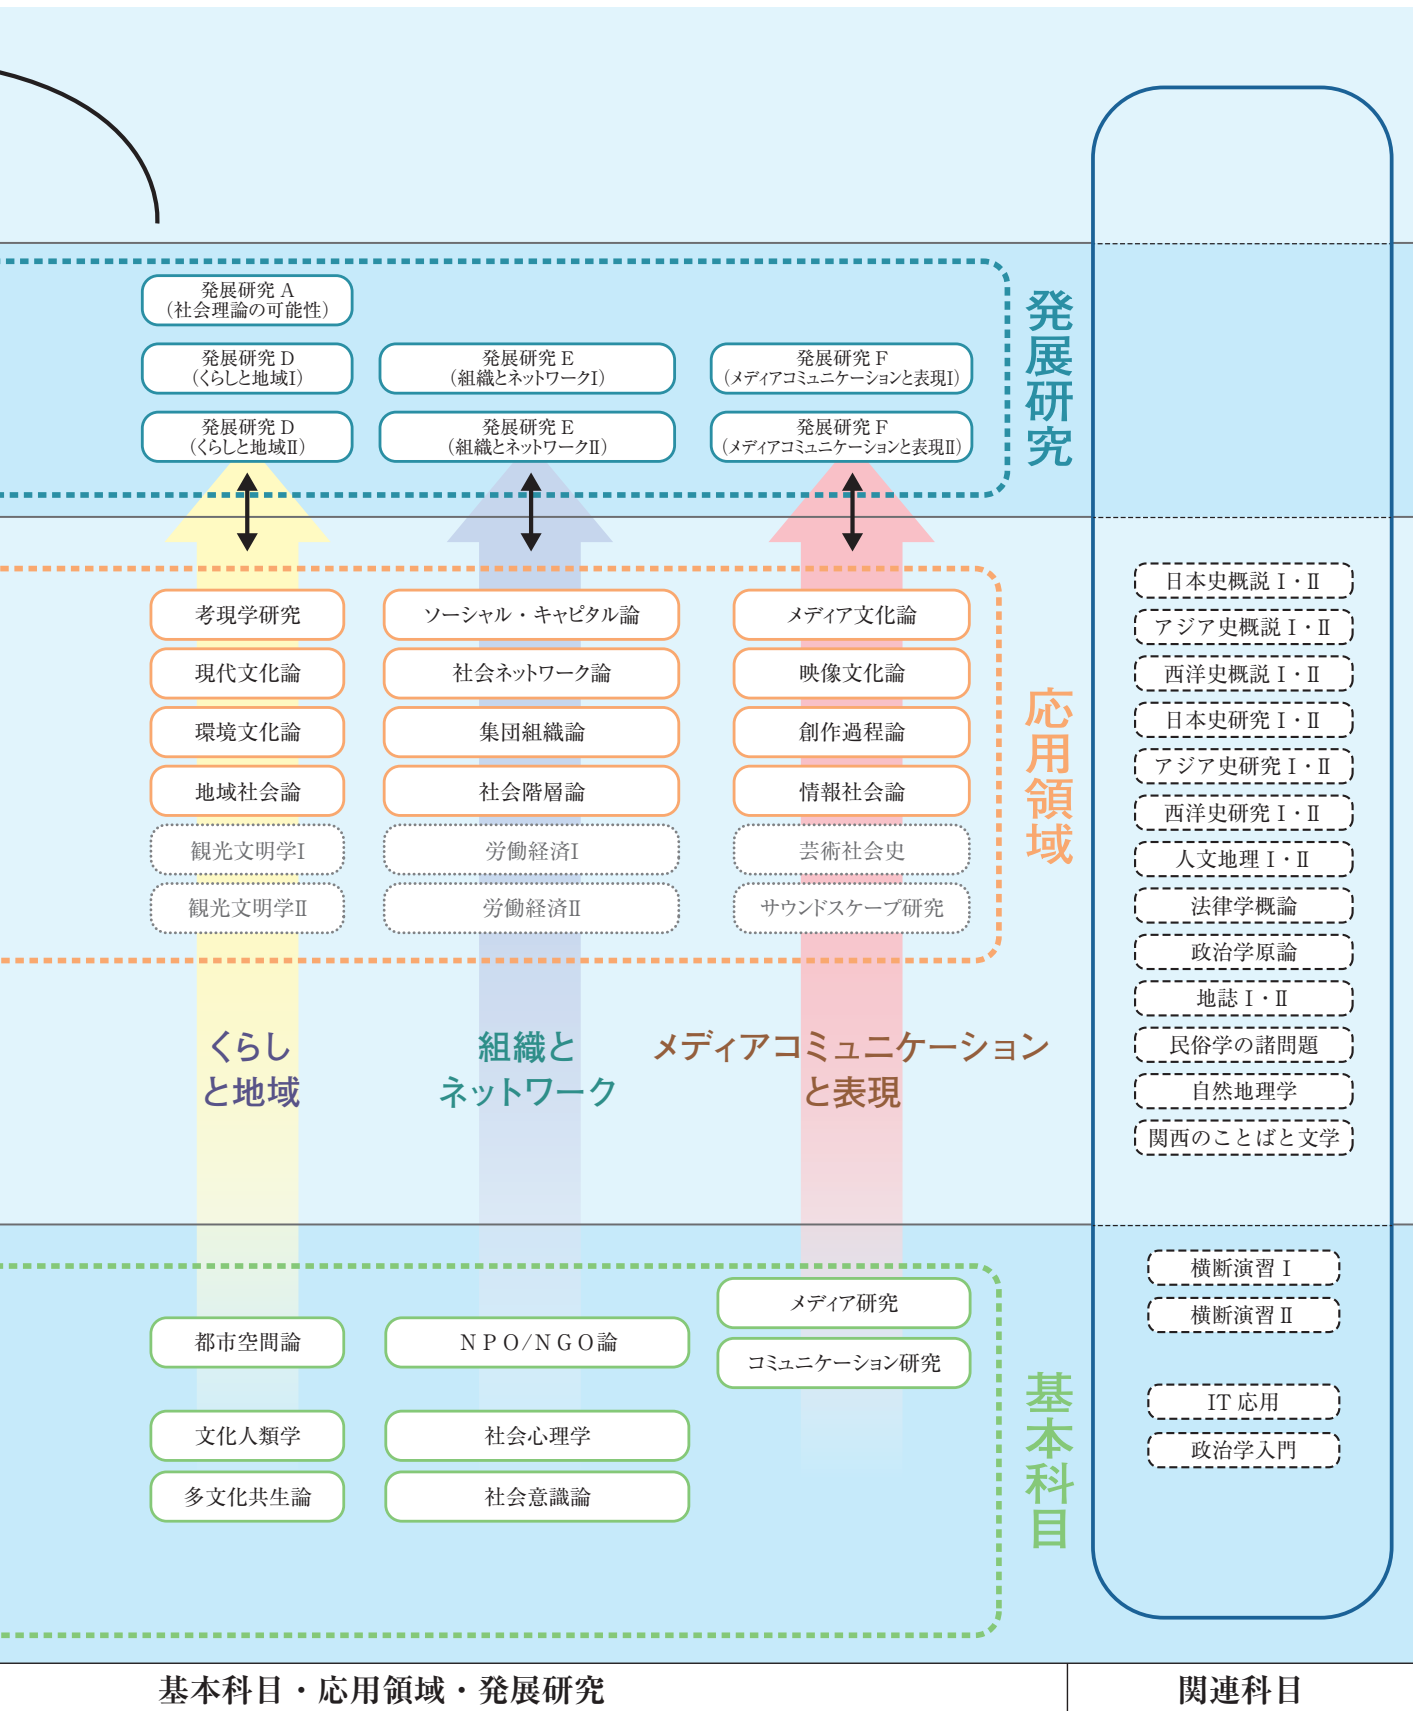 発展研究 A
（社会理論の可能性）
発展研究 D
（くらしと地域Ⅰ）
発展研究 E
（組織とネットワークⅠ）
発展研究 F
（メディアコミュニケーションと表現Ⅰ）
発展研究 D
（くらしと地域Ⅱ）
発展研究 E
（組織とネットワークⅡ）
発展研究 F
（メディアコミュニケーションと表現Ⅱ）
発展研究
考現学研究
現代文化論
環境文化論
地域社会論
観光文明学Ⅰ
観光文明学Ⅱ
ソーシャル・キャピタル論
社会ネットワーク論
集団組織論
社会階層論
労働経済Ⅰ
労働経済Ⅱ
メディア文化論
映像文化論
創作過程論
情報社会論
芸術社会史
サウンドスケープ研究
応用領域
くらし
と地域
組織と
ネットワーク
メディアコミュニケーション
と表現
都市空間論
文化人類学
多文化共生論
ＮＰＯ/ＮＧＯ論
社会心理学
社会意識論
メディア研究
コミュニケーション研究
基本科目
日本史概説Ⅰ・Ⅱ
アジア史概説Ⅰ・Ⅱ
西洋史概説Ⅰ・Ⅱ
日本史研究Ⅰ・Ⅱ
アジア史研究Ⅰ・Ⅱ
西洋史研究Ⅰ・Ⅱ
人文地理Ⅰ・Ⅱ
法律学概論
政治学原論
地誌Ⅰ・Ⅱ
民俗学の諸問題
自然地理学
関西のことばと文学
横断演習Ⅰ
横断演習Ⅱ
IT 応用
政治学入門
基本科目・応用領域・発展研究
関連科目